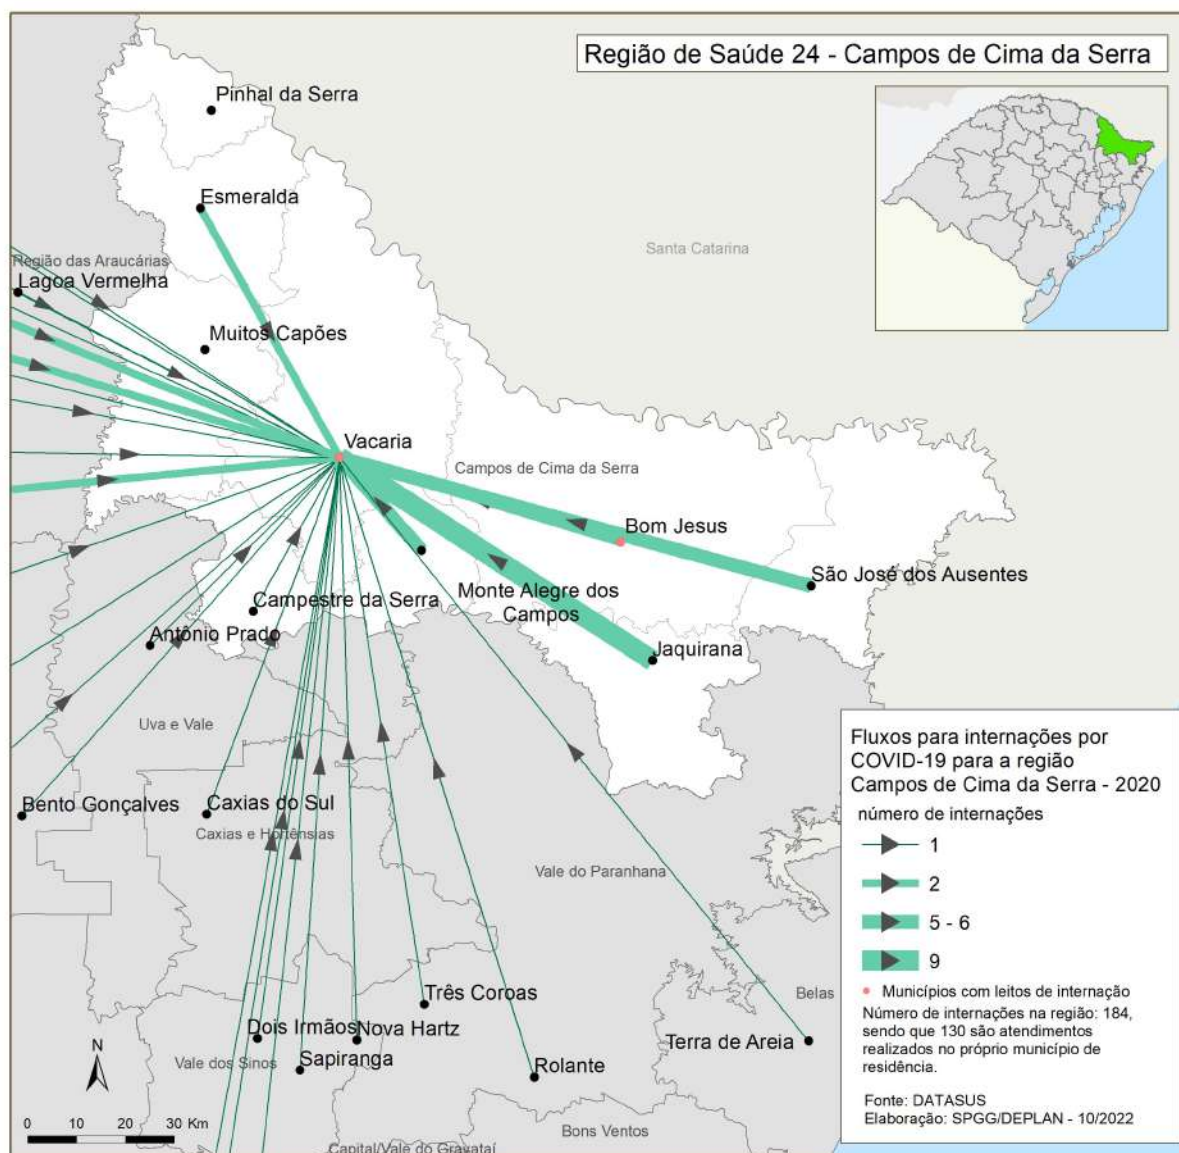 Região de Saúde 24 - Campos de Cima da Serra
Pinhal da Serra
Esmeralda
Santa Catarina
Região das Araucárias
Lagoa Vermelha
Muitos Capões
Vacaria
Campos de Cima da Serra
Bom Jesus
São José dos Ausentes
Monte Alegre dos
Campos
Campestre da Serra
Antônio Prado
Jaquirana
Uva e Vale
Bento Gonçalves
Caxias do Sul
Caxias e Hortênsias
Vale do Paranhana
Fluxos para internações por
COVID-19 para a região
Campos de Cima da Serra - 2020
número de internações
1
2
5 - 6
9
Municípios com leitos de internação
Número de internações na região: 184,
sendo que 130 são atendimentos
realizados no próprio município de
residência.
Fonte: DATASUS
Elaboração: SPGG/DEPLAN - 10/2022
Belas
Três Coroas
Dois Irmãos
Nova Hartz
Terra de Areia
Vale dos Sinos
Sapiranga
Rolante
N
0 10 20 30 Km
Bons Ventos
Capital/Vale do Gravataí